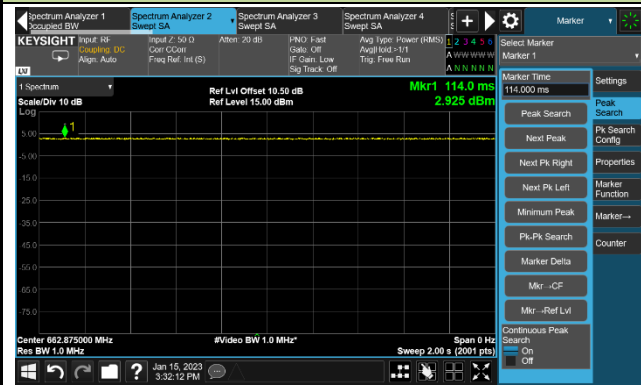 Spectrum Analyzer 1
Occupied BW
Spectrum Analyzer 2
Swept SA
Spectrum Analyzer 3
Swept SA
Spectrum Analyzer 4
Swept SA
Marker
KEYSIGHT
Input: RF
Coupling: DC
Align: Auto
Input Z: 50 Ω
Corr CCorr
Freq Ref: Int (S)
Atten: 20 dB
PNO: Fast
Gate: Off
IF Gain: Low
Sig Track: Off
Avg Type: Power (RMS)
Avg|Hold:>1/1
Trig: Free Run
1 2 3 4 5 6
A W W W W W
A N N N N N
LXI
Select Marker
Marker 1
1 Spectrum
Scale/Div 10 dB
Log
Ref Lvl Offset 10.50 dB
Ref Level 15.00 dBm
Mkr1 114.0 ms
2.925 dBm
1
5.00
-5.00
-15.0
-25.0
-35.0
-45.0
-55.0
-65.0
-75.0
Center 662.875000 MHz
Res BW 1.0 MHz
#Video BW 1.0 MHz*
Span 0 Hz
Sweep 2.00 s (2001 pts)
Marker Time
114.000 ms
Peak Search
Next Peak
Next Pk Right
Next Pk Left
Minimum Peak
Pk-Pk Search
Marker Delta
Mkr→CF
Mkr→Ref Lvl
Continuous Peak
Search
On
Off
Settings
Peak
Search
Pk Search
Config
Properties
Marker
Function
Marker→
Counter
?
Jan 15, 2023
3:32:12 PM